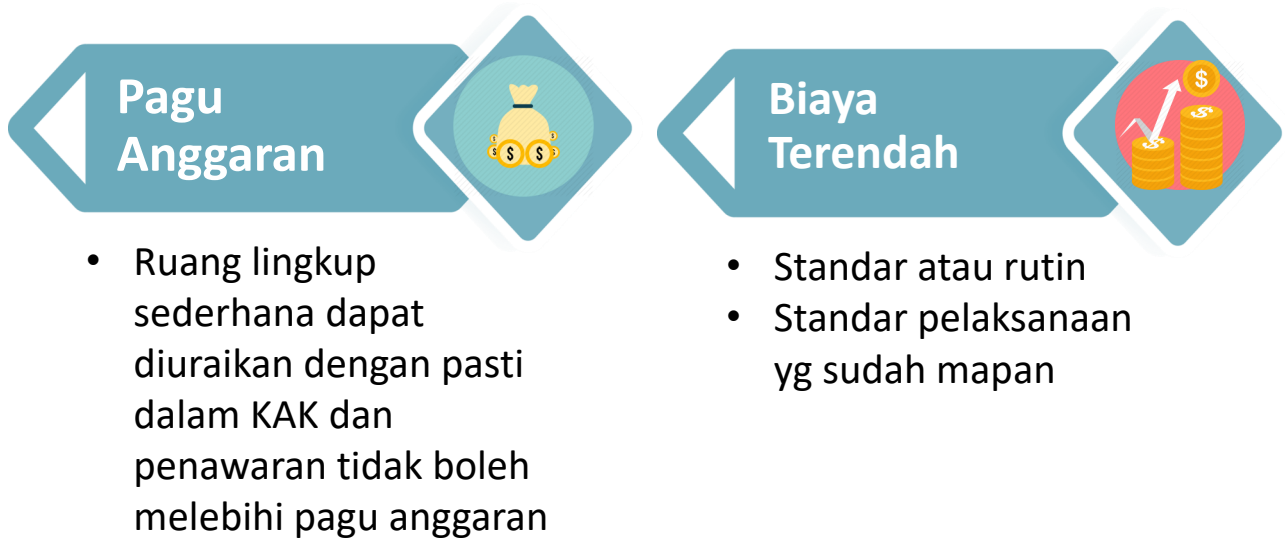 Pagu
Anggaran
• Ruang lingkup
sederhana dapat
diuraikan dengan pasti
dalam KAK dan
penawaran tidak boleh
melebihi pagu anggaran
Biaya
Terendah
• Standar atau rutin
• Standar pelaksanaan
yg sudah mapan